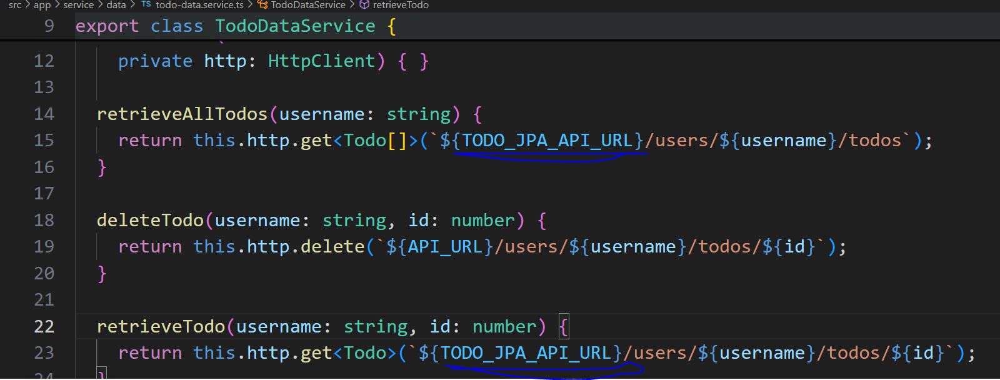 src > app > service > data > TS todo-data.service.ts > TodoDataService > retrieveTodo
9 export class TodoDataService {
12 private http: HttpClient) { }
13
14 retrieveAllTodos(username: string) {
15 return this.http.get<Todo[]>(`${TODO_JPA_API_URL}/users/${username}/todos`);
16 }
17
18 deleteTodo(username: string, id: number) {
19 return this.http.delete(`${API_URL}/users/${username}/todos/${id}`);
20 }
21
22 retrieveTodo(username: string, id: number) {
23 return this.http.get<Todo>(`${TODO_JPA_API_URL}/users/${username}/todos/${id}`);
24 }